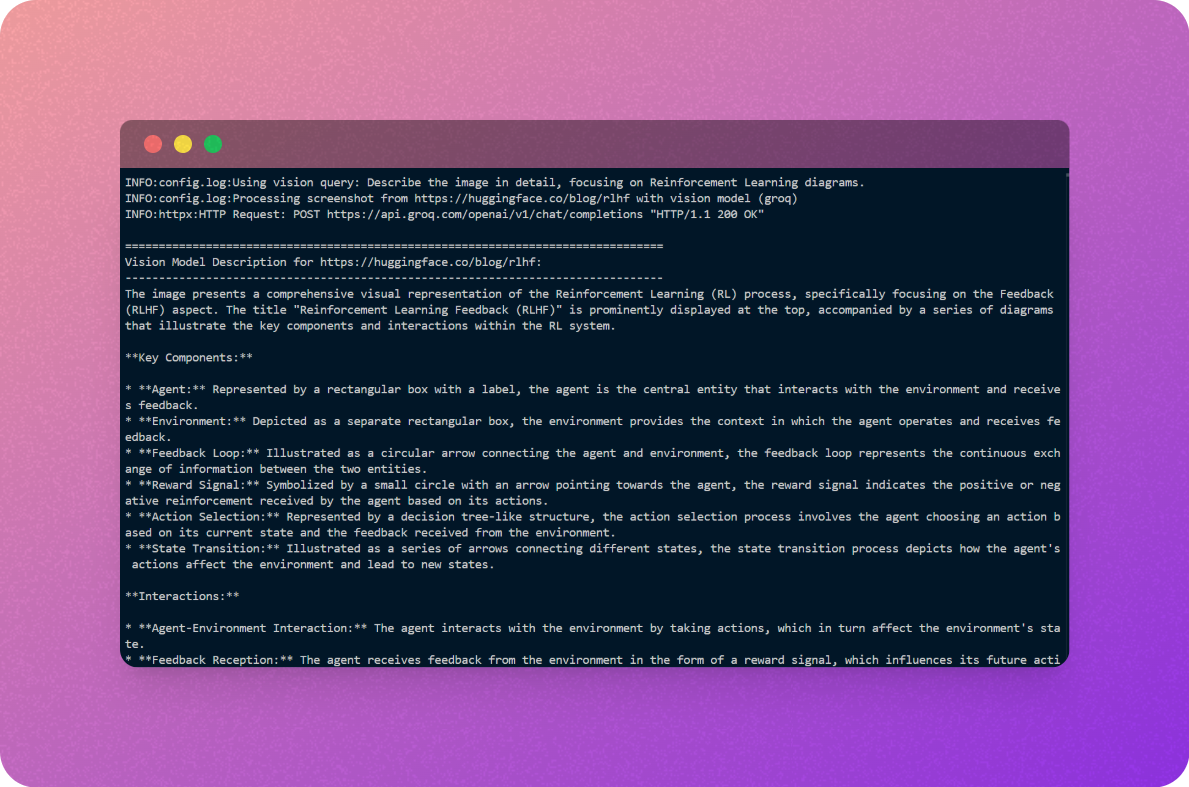 INFO:config.log:Using vision query: Describe the image in detail, focusing on Reinforcement Learning diagrams.
INFO:config.log:Processing screenshot from https://huggingface.co/blog/rlhf with vision model (groq)
INFO:httpx:HTTP Request: POST https://api.groq.com/openai/v1/chat/completions "HTTP/1.1 200 OK"
================================================================================
Vision Model Description for https://huggingface.co/blog/rlhf:
--------------------------------------------------------------------------------
The image presents a comprehensive visual representation of the Reinforcement Learning (RL) process, specifically focusing on the Feedback
(RLHF) aspect. The title "Reinforcement Learning Feedback (RLHF)" is prominently displayed at the top, accompanied by a series of diagrams
that illustrate the key components and interactions within the RL system.
**Key Components:**
* **Agent:** Represented by a rectangular box with a label, the agent is the central entity that interacts with the environment and receive
s feedback.
* **Environment:** Depicted as a separate rectangular box, the environment provides the context in which the agent operates and receives fe
edback.
* **Feedback Loop:** Illustrated as a circular arrow connecting the agent and environment, the feedback loop represents the continuous exch
ange of information between the two entities.
* **Reward Signal:** Symbolized by a small circle with an arrow pointing towards the agent, the reward signal indicates the positive or neg
ative reinforcement received by the agent based on its actions.
* **Action Selection:** Represented by a decision tree-like structure, the action selection process involves the agent choosing an action b
ased on its current state and the feedback received from the environment.
* **State Transition:** Illustrated as a series of arrows connecting different states, the state transition process depicts how the agent's
 actions affect the environment and lead to new states.
**Interactions:**
* **Agent-Environment Interaction:** The agent interacts with the environment by taking actions, which in turn affect the environment's sta
te.
* **Feedback Reception:** The agent receives feedback from the environment in the form of a reward signal, which influences its future acti